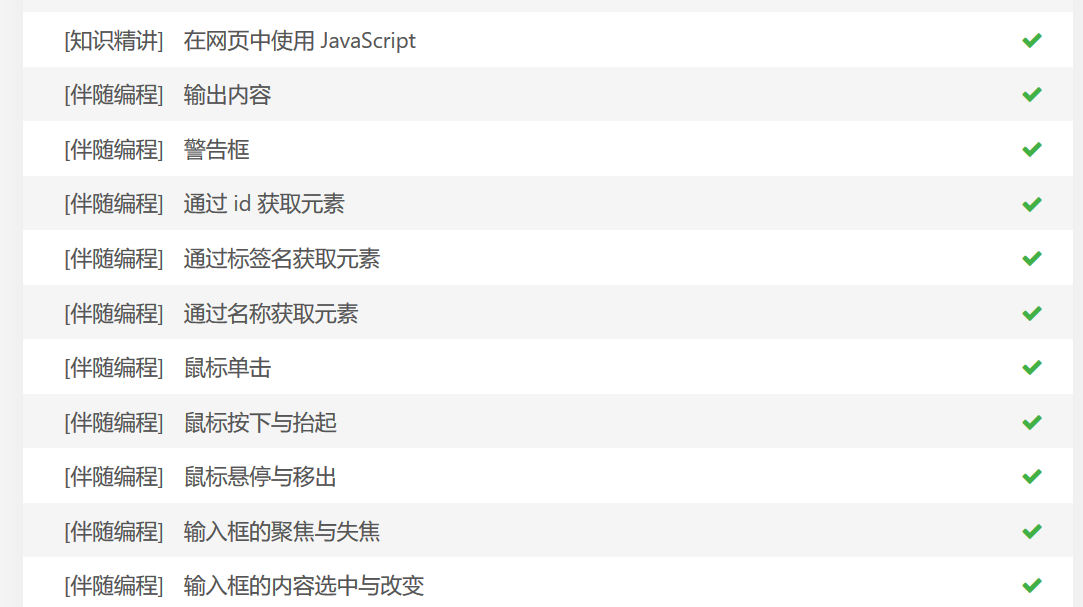 [知识精讲] 在网页中使用 JavaScript
[伴随编程] 输出内容
[伴随编程] 警告框
[伴随编程] 通过 id 获取元素
[伴随编程] 通过标签名获取元素
[伴随编程] 通过名称获取元素
[伴随编程] 鼠标单击
[伴随编程] 鼠标按下与抬起
[伴随编程] 鼠标悬停与移出
[伴随编程] 输入框的聚焦与失焦
[伴随编程] 输入框的内容选中与改变